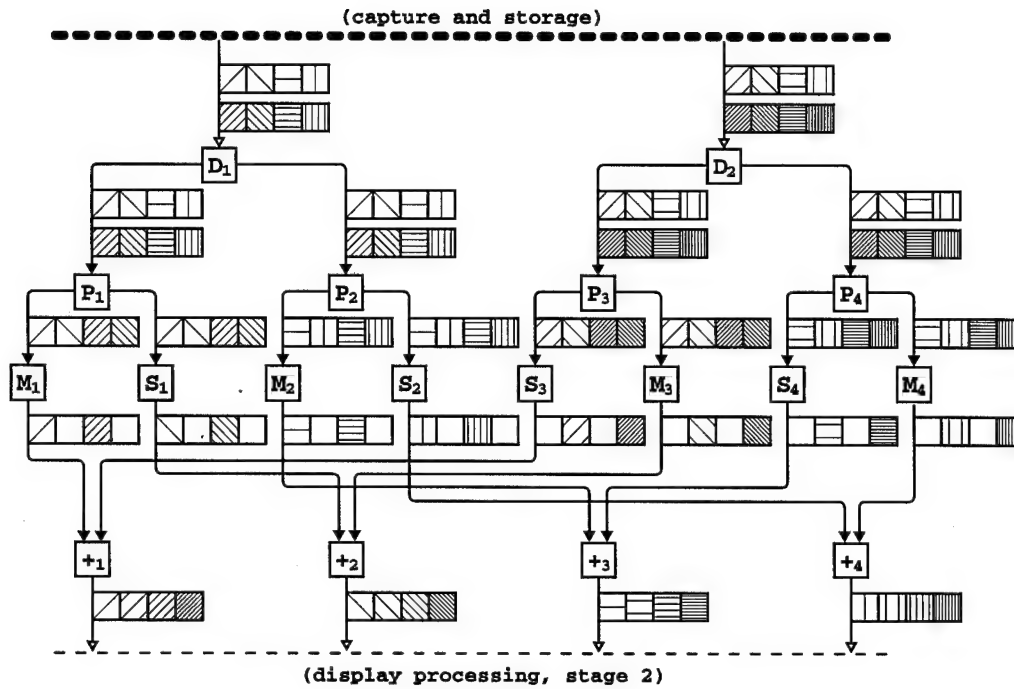 (capture and storage)
D₁ D₂
P₁ P₂ P₃ P₄
M₁ S₁ M₂ S₂ S₃ M₃ S₄ M₄
+₁ +₂ +₃ +₄
(display processing, stage 2)